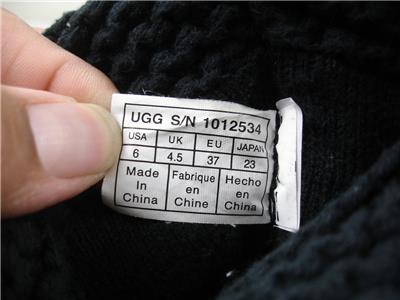 UGG S/N 1012534
USA UK EU JAPAN
6 4.5 37 23
Made Fabrique Hecho
In en en
China Chine China